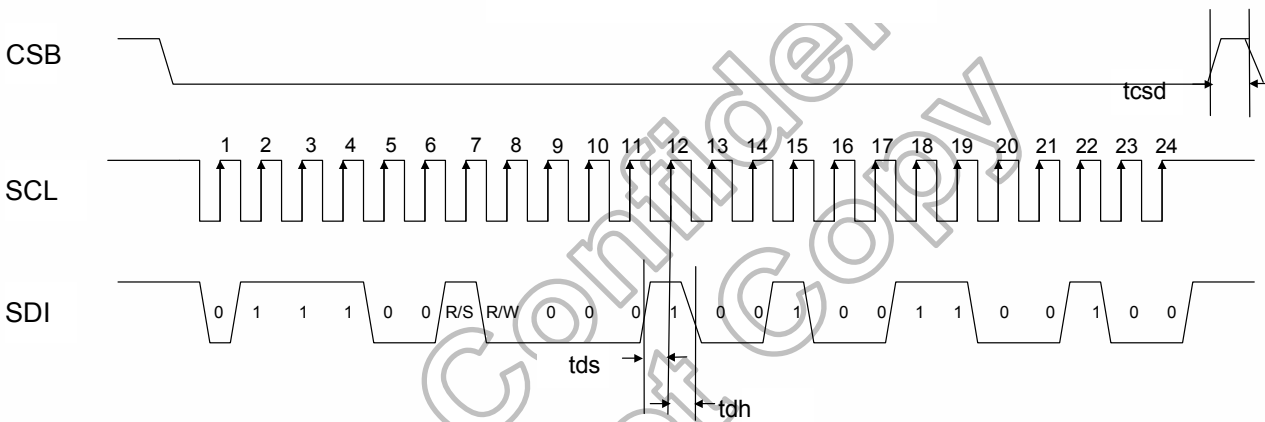 CSB
tcsd
1 2 3 4 5 6 7 8 9 10 11 12 13 14 15 16 17 18 19 20 21 22 23 24
SCL
SDI
0 1 1 1 0 0 R/S R/W 0 0 0 1 0 0 1 0 0 1 1 0 0 1 0 0
tds
tdh
Confiden
t Copy